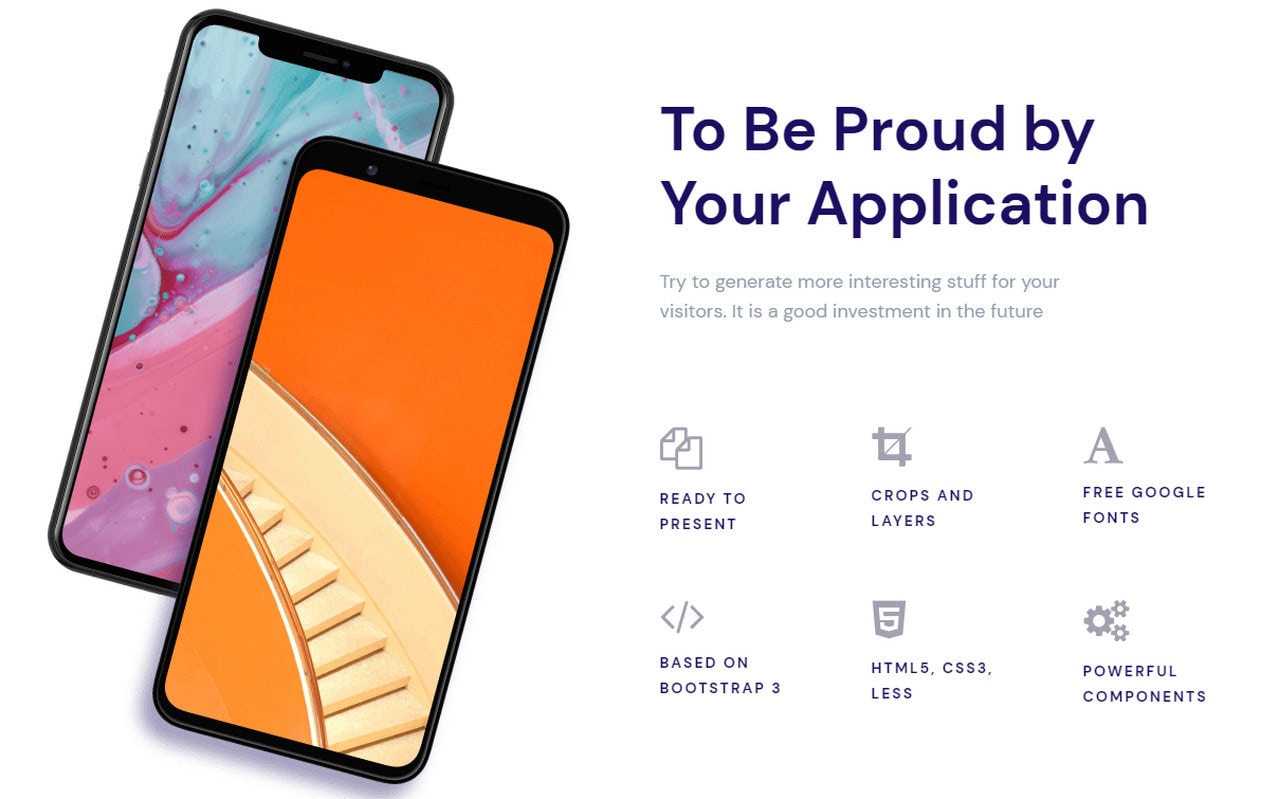 To Be Proud by
Your Application
Try to generate more interesting stuff for your
visitors. It is a good investment in the future
READY TO
PRESENT
CROPS AND
LAYERS
FREE GOOGLE
FONTS
BASED ON
BOOTSTRAP 3
HTML5, CSS3,
LESS
POWERFUL
COMPONENTS